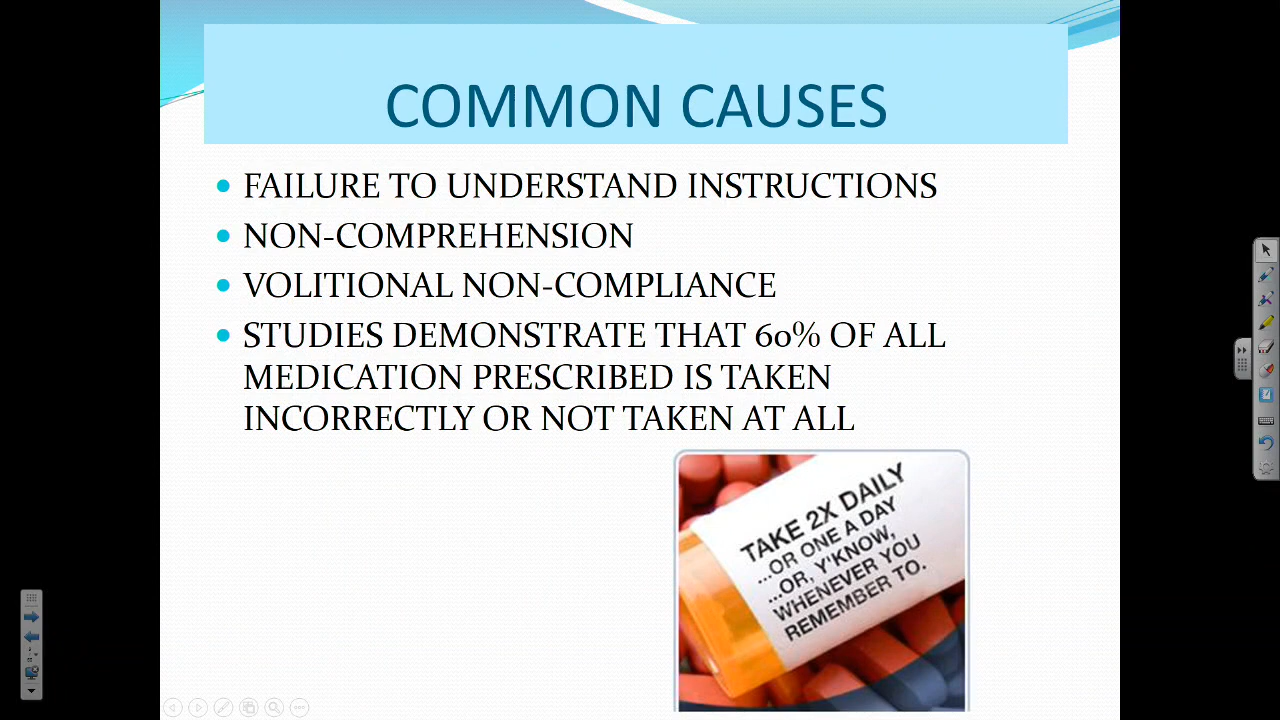 COMMON CAUSES
FAILURE TO UNDERSTAND INSTRUCTIONS
NON-COMPREHENSION
VOLITIONAL NON-COMPLIANCE
STUDIES DEMONSTRATE THAT 60% OF ALL
MEDICATION PRESCRIBED IS TAKEN
INCORRECTLY OR NOT TAKEN AT ALL
TAKE 2X DAILY
...OR ONE A DAY
...OR, Y'KNOW,
WHENEVER YOU
REMEMBER TO.